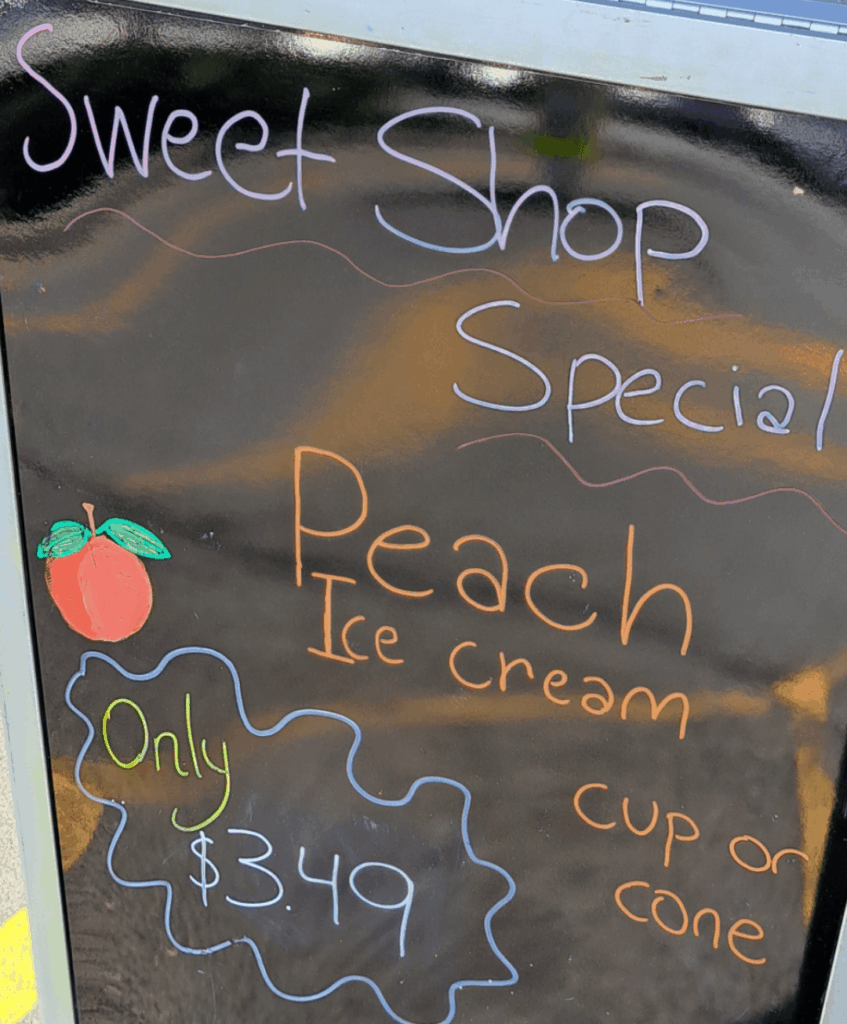 Sweet Shop
Special
Peach
Ice cream
Only
$3.49
cup or
cone